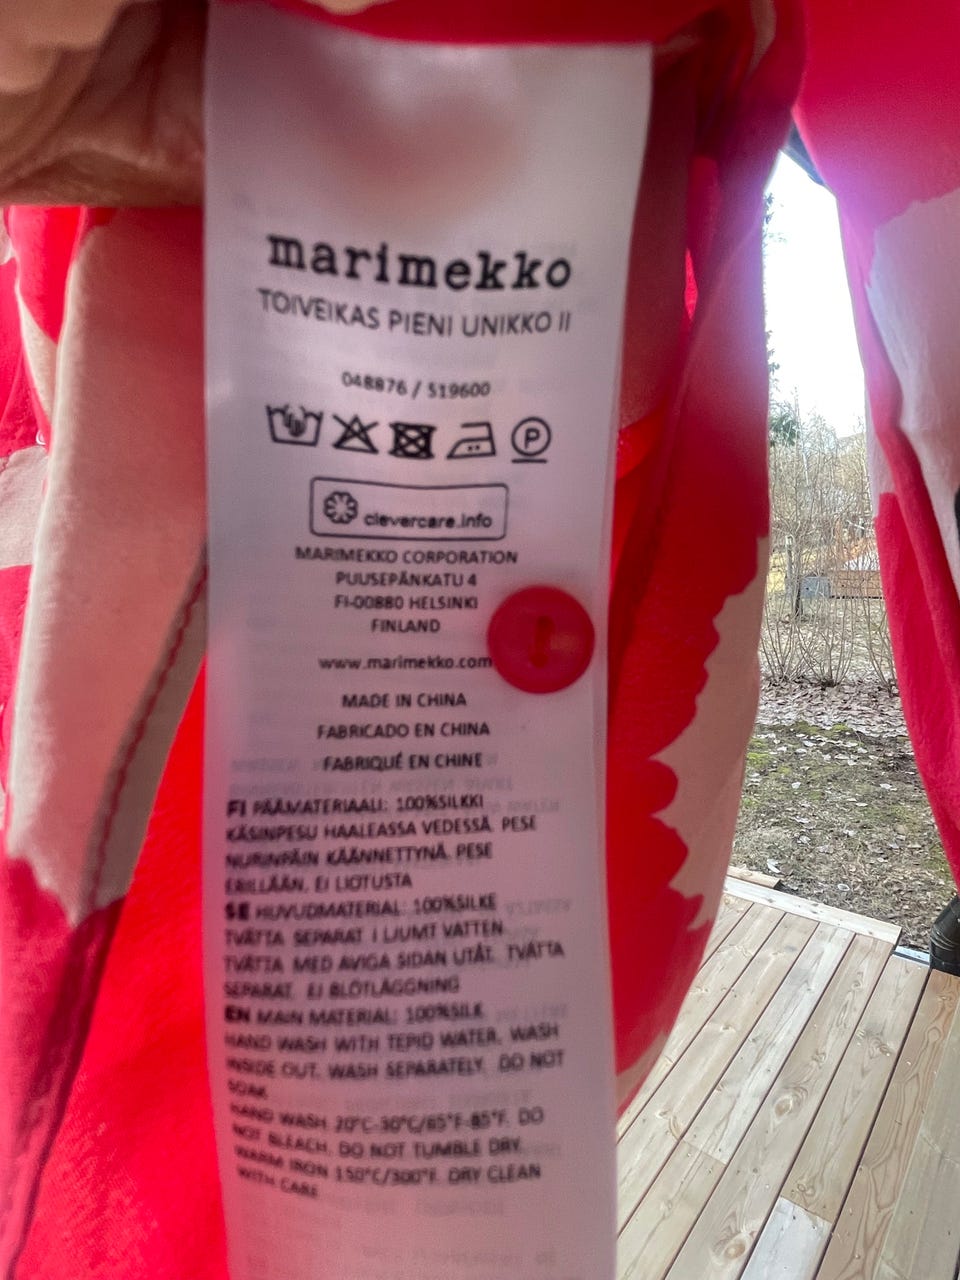 marimekko
TOIVEIKAS PIENI UNIKKO II
048876 / 519600
P
clevercare.info
MARIMEKKO CORPORATION
PUUSEPÄNKATU 4
FI-00880 HELSINKI
FINLAND
www.marimekko.com
MADE IN CHINA
FABRICADO EN CHINA
FABRIQUÉ EN CHINE
FI PÄÄMATERIAALI: 100%SILKKI
KÄSINPESU HAALEASSA VEDESSÄ. PESE
NURINPÄIN KÄÄNNETTYNÄ. PESE
ERILLÄÄN. EI LIOTUSTA
SE HUVUDMATERIAL: 100%SILKE
TVÄTTA SEPARAT I LJUMT VATTEN
TVÄTTA MED AVIGA SIDAN UTÅT. TVÄTTA
SEPARAT. EJ BLÖTLÄGGNING
EN MAIN MATERIAL: 100%SILK
HAND WASH WITH TEPID WATER. WASH
INSIDE OUT. WASH SEPARATELY. DO NOT
SOAK
HAND WASH 20°C-30°C/65°F-85°F. DO
NOT BLEACH. DO NOT TUMBLE DRY.
WARM IRON 150°C/300°F. DRY CLEAN
WITH CARE